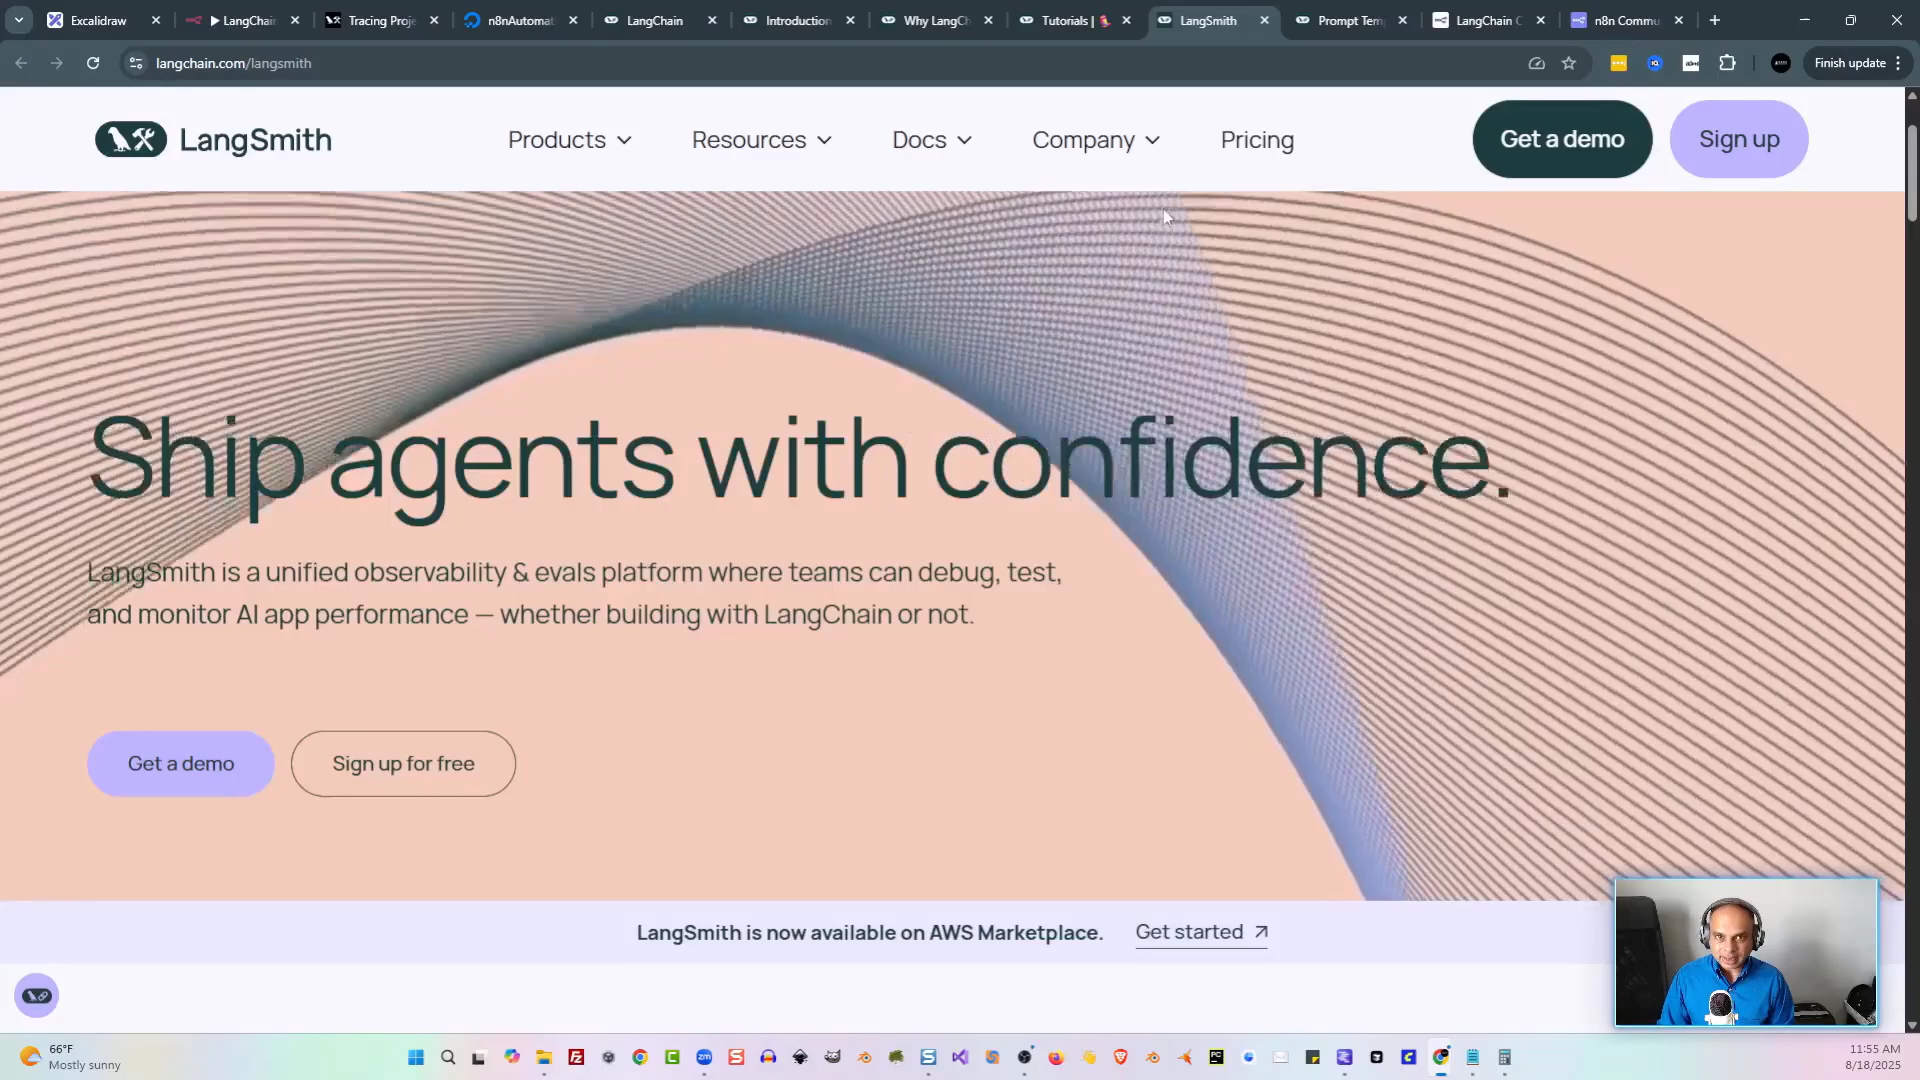 Excalidraw
LangChai
Tracing Proje
n8nAutomat
LangChain
Introduction
Why LangCh
Tutorials |
LangSmith
Prompt Tem
LangChain C
n8n Commu
langchain.com/langsmith
Finish update
LangSmith
Products
Resources
Docs
Company
Pricing
Get a demo
Sign up
Ship agents with confidence.
LangSmith is a unified observability & evals platform where teams can debug, test,
and monitor AI app performance — whether building with LangChain or not.
Get a demo
Sign up for free
LangSmith is now available on AWS Marketplace.
Get started
66°F
Mostly sunny
11:55 AM
8/18/2025